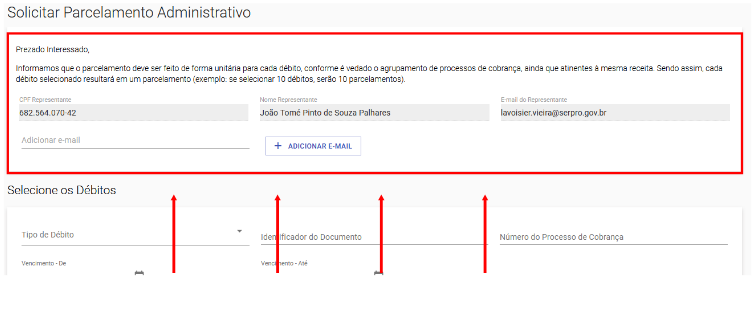 Solicitar Parcelamento Administrativo
Prezado Interessado,
Informamos que o parcelamento deve ser feito de forma unitária para cada débito, conforme é vedado o agrupamento de processos de cobrança, ainda que atinentes à mesma receita. Sendo assim, cada
débito selecionado resultará em um parcelamento (exemplo: se selecionar 10 débitos, serão 10 parcelamentos).
CPF Representante Nome Representante E-mail do Representante
682.564.070-42 João Tomé Pinto de Souza Palhares lavoisier.vieira@serpro.gov.br
Adicionar e-mail + ADICIONAR E-MAIL
Selecione os Débitos
Tipo de Débito Identificador do Documento Número do Processo de Cobrança
Vencimento - De Vencimento - Até